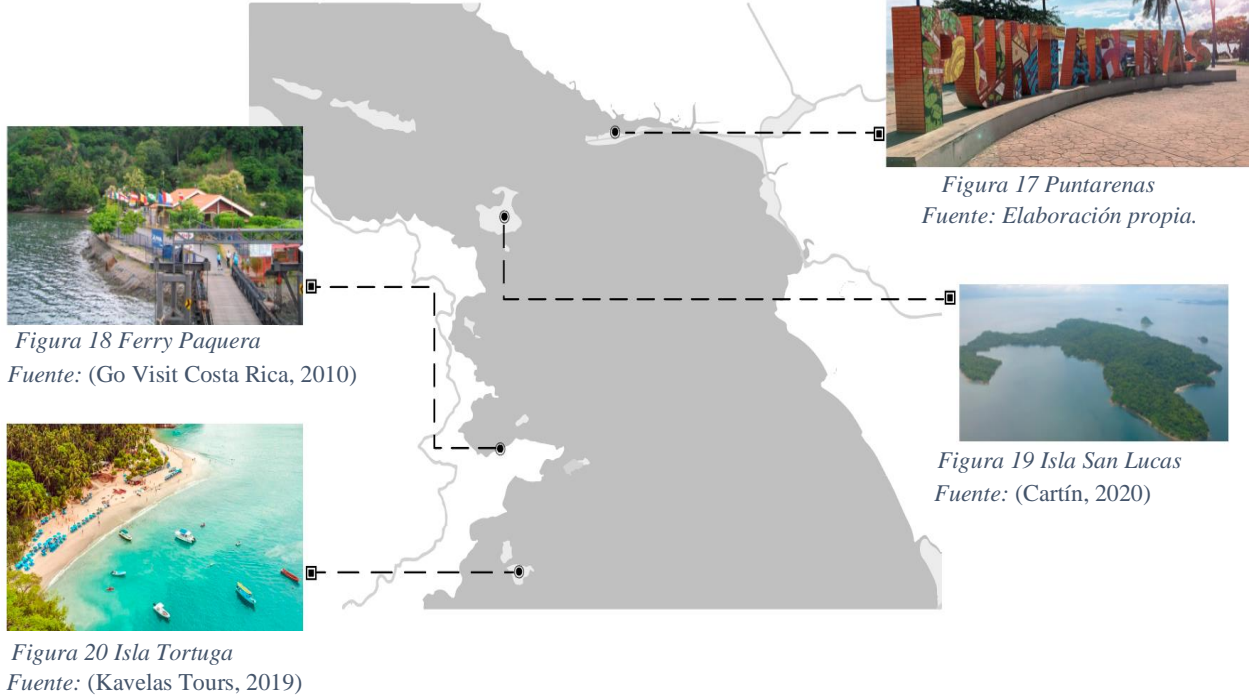 PUNTARENAS
Figura 17 Puntarenas
Fuente: Elaboración propia.
Figura 18 Ferry Paquera
Fuente: (Go Visit Costa Rica, 2010)
Figura 19 Isla San Lucas
Fuente: (Cartín, 2020)
Figura 20 Isla Tortuga
Fuente: (Kavelas Tours, 2019)